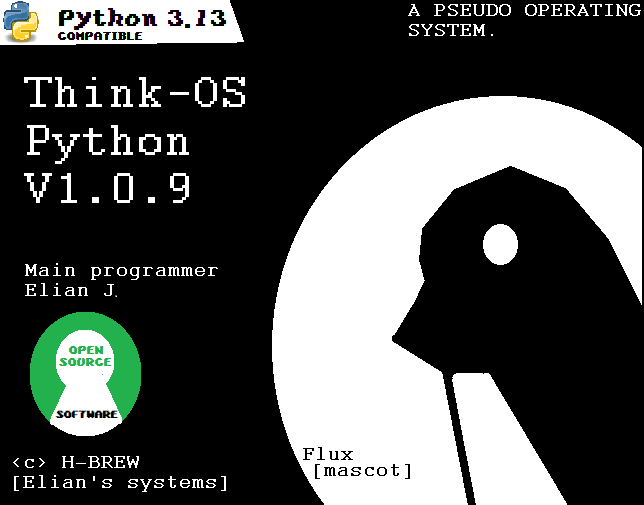 Python 3.13
COMPATIBLE
A PSEUDO OPERATING
SYSTEM.
Think-OS
Python
V1.0.9
Main programmer
Elian J.
OPEN
SOURCE
SOFTWARE
<c> H-BREW
[Elian's systems]
Flux
[mascot]